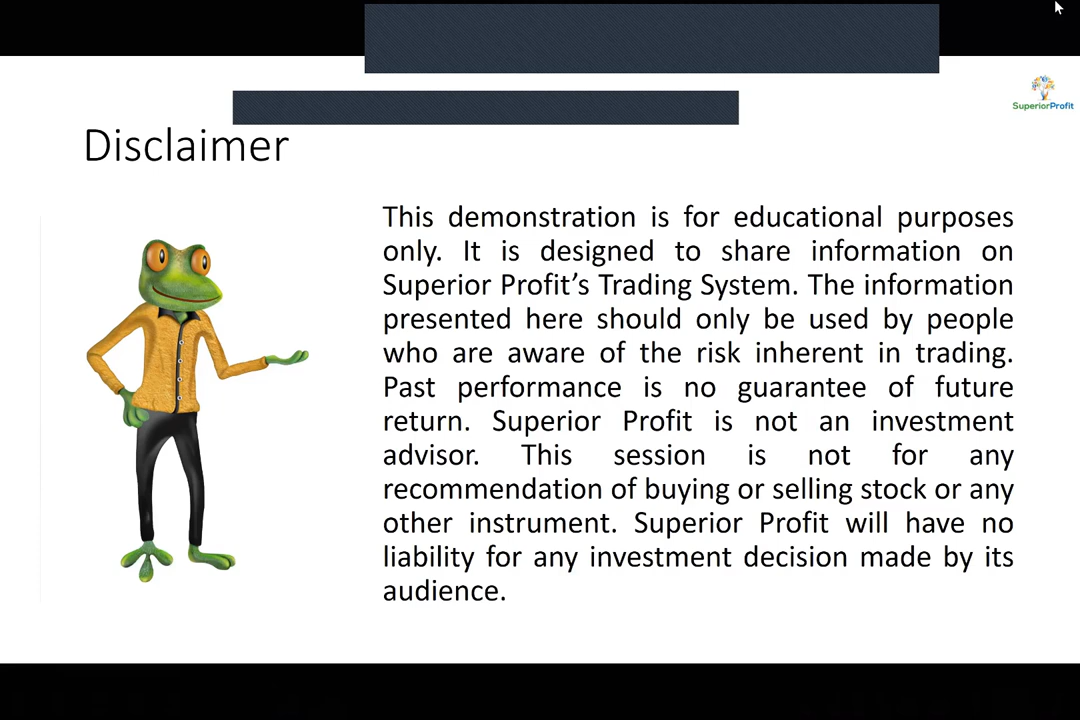 SuperiorProfit
Disclaimer
This demonstration is for educational purposes
only. It is designed to share information on
Superior Profit’s Trading System. The information
presented here should only be used by people
who are aware of the risk inherent in trading.
Past performance is no guarantee of future
return. Superior Profit is not an investment
advisor. This session is not for any
recommendation of buying or selling stock or any
other instrument. Superior Profit will have no
liability for any investment decision made by its
audience.